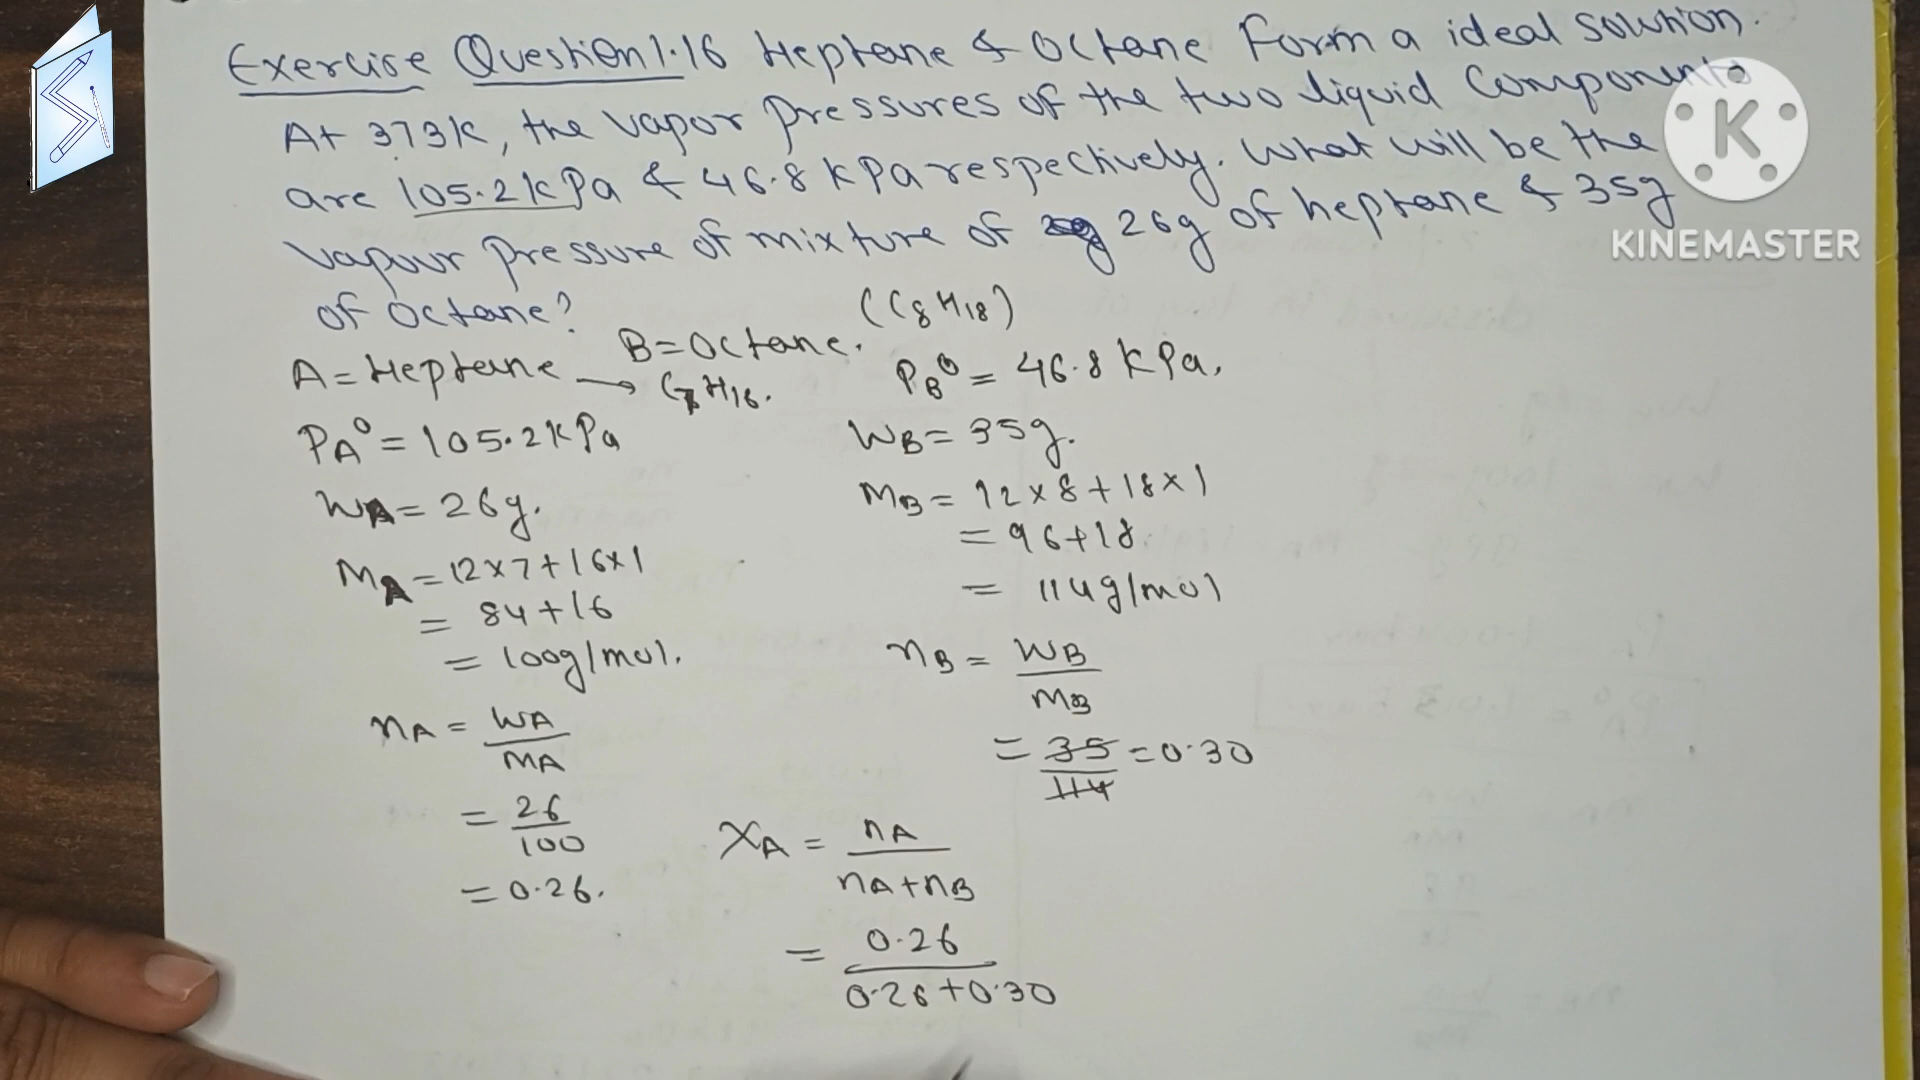 Exercise Question 1.16 Heptane & Octane Form a ideal solution.
At 373K, the vapor pressures of the two liquid Components
are 105.2kPa & 46.8 kPa respectively. What will be the
vapour pressure of mixture of 26g of heptane & 35g
of Octane?
KINEMASTER
A = Heptane → C7H16.
PA° = 105.2kPa
WA = 26g.
MA = 12×7+16×1
= 84+16
= 100g/mol.
nA = WA/MA
= 26/100
= 0.26.
B = Octane. (C8H18)
PB° = 46.8 kPa.
WB = 35g.
MB = 12×8+18×1
= 96+18
= 114g/mol
nB = WB/MB
= 35/114 = 0.30
XA = nA/nA+nB
= 0.26/0.26+0.30